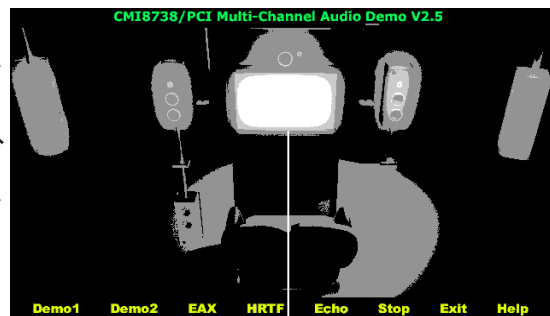 CMI8738/PCI Multi-Channel Audio Demo V2.5
Demo1 Demo2 EAX HRTF Echo Stop Exit Help